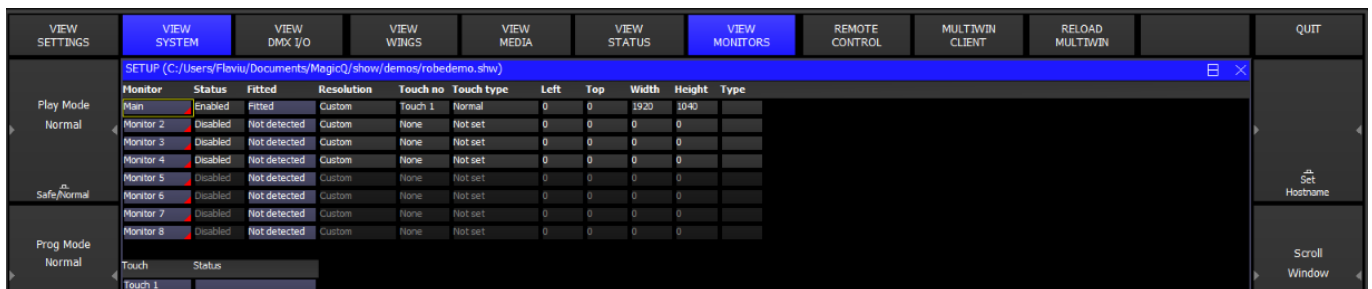 VIEW SETTINGS
VIEW SYSTEM
VIEW DMX I/O
VIEW WINGS
VIEW MEDIA
VIEW STATUS
VIEW MONITORS
REMOTE CONTROL
MULTIWIN CLIENT
RELOAD MULTIWIN
QUIT
SETUP (C:/Users/Flaviu/Documents/MagicQ/show/demos/robedemo.shw)
Monitor Status Fitted Resolution Touch no Touch type Left Top Width Height Type
Main Enabled Fitted Custom Touch 1 Normal 0 0 1920 1040
Monitor 2 Disabled Not detected Custom None Not set 0 0 0 0
Monitor 3 Disabled Not detected Custom None Not set 0 0 0 0
Monitor 4 Disabled Not detected Custom None Not set 0 0 0 0
Monitor 5 Disabled Not detected Custom None Not set 0 0 0 0
Monitor 6 Disabled Not detected Custom None Not set 0 0 0 0
Monitor 7 Disabled Not detected Custom None Not set 0 0 0 0
Monitor 8 Disabled Not detected Custom None Not set 0 0 0 0
Touch Status
Touch 1
Play Mode
Normal
Safe/Normal
Prog Mode
Normal
Set
Hostname
Scroll
Window